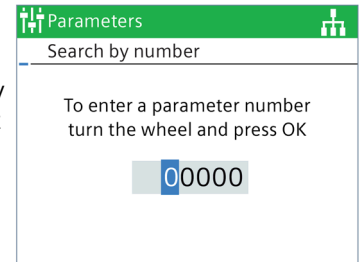 Parameters
Search by number
To enter a parameter number
turn the wheel and press OK
00000